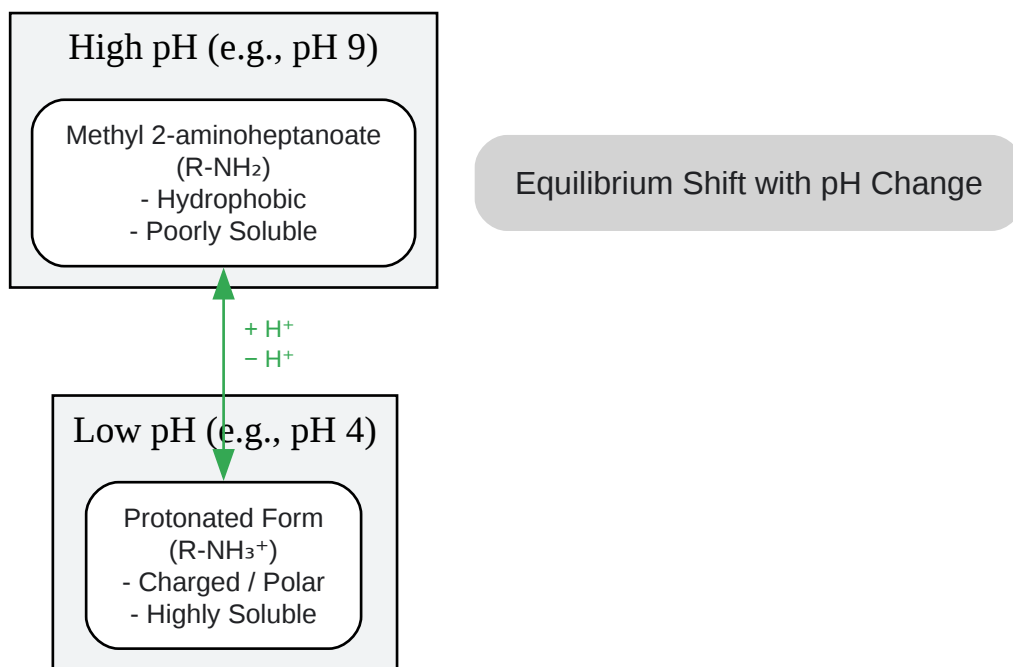 High pH (e.g., pH 9)
Methyl 2-aminoheptanoate
(R-NH₂)
- Hydrophobic
- Poorly Soluble
Equilibrium Shift with pH Change
+ H⁺
− H⁺
Low pH (e.g., pH 4)
Protonated Form
(R-NH₃⁺)
- Charged / Polar
- Highly Soluble